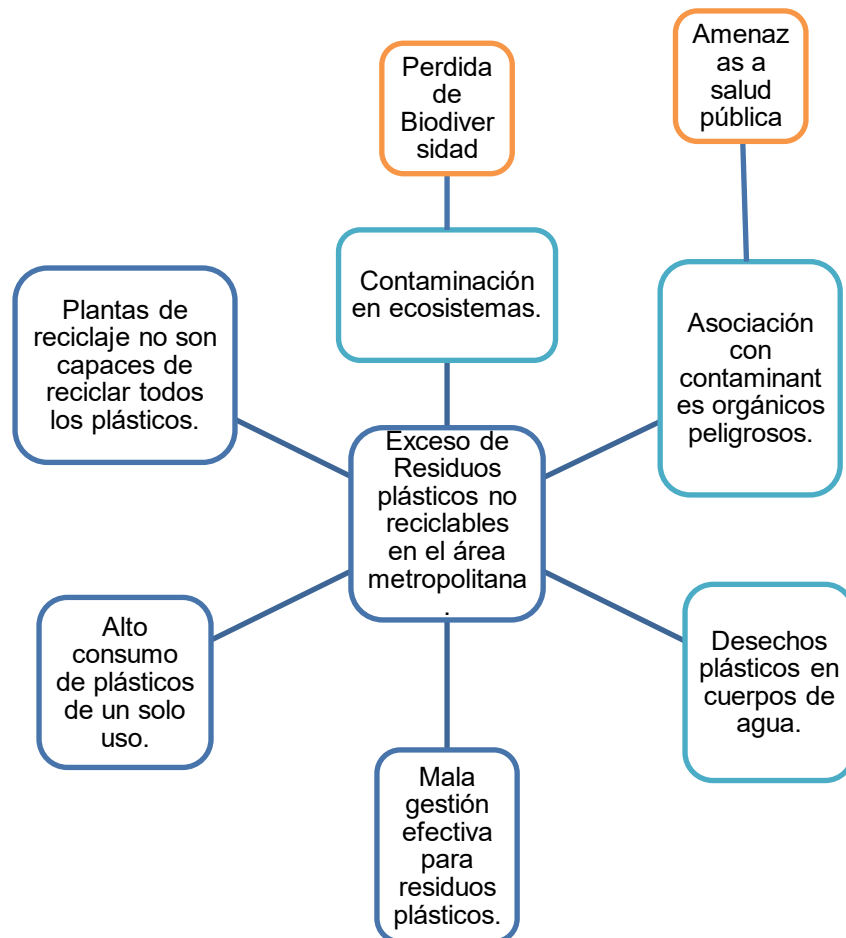 Perdida
de
Biodiver
sidad
Amenaz
as a
salud
pública
Contaminación
en ecosistemas.
Plantas de
reciclaje no son
capaces de
reciclar todos
los plásticos.
Asociación
con
contaminant
es orgánicos
peligrosos.
Exceso de
Residuos
plásticos no
reciclables
en el área
metropolitana
.
Alto
consumo
de plásticos
de un solo
uso.
Desechos
plásticos en
cuerpos de
agua.
Mala
gestión
efectiva
para
residuos
plásticos.